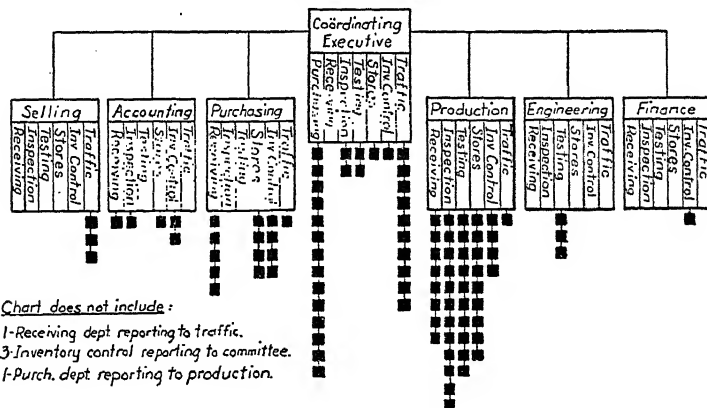 Coördinating
Executive
Purchasing
Receiving
Inspection
Testing
Stores
Inv. Control
Traffic
Selling
Receiving
Inspection
Testing
Stores
Inv Control
Traffic
Accounting
Receiving
Inspection
Testing
Stores
Inv. Control
Traffic
Purchasing
Receiving
Inspection
Testing
Stores
Inv Control
Traffic
Production
Receiving
Inspection
Testing
Stores
Inv Control
Traffic
Engineering
Receiving
Inspection
Testing
Stores
Inv. Control
Traffic
Finance
Receiving
Inspection
Testing
Stores
Inv. Control
Traffic
Chart does not include:
1-Receiving dept reporting to traffic.
3-Inventory control reporting to committee.
1-Purch. dept reporting to production.